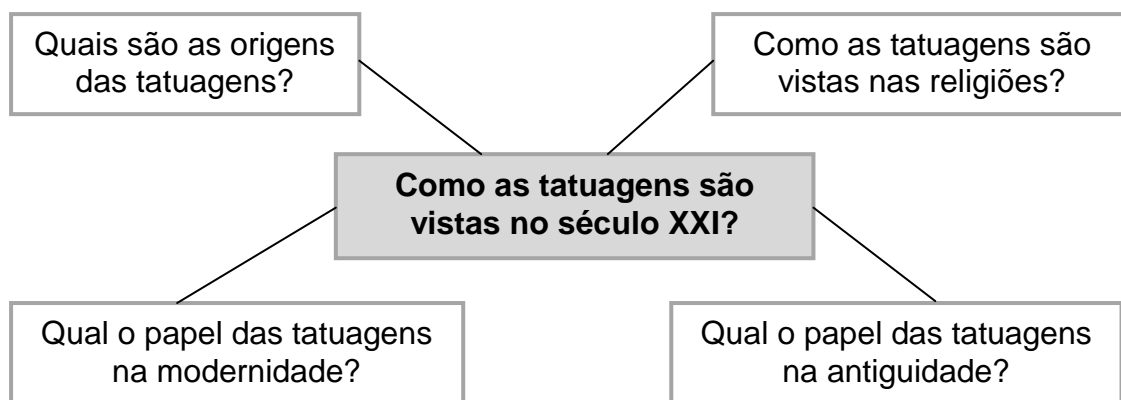 Quais são as origens
das tatuagens?
Como as tatuagens são
vistas nas religiões?
Como as tatuagens são
vistas no século XXI?
Qual o papel das tatuagens
na modernidade?
Qual o papel das tatuagens
na antiguidade?